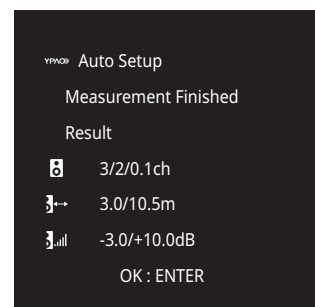 YPAO Auto Setup
Measurement Finished
Result
3/2/0.1ch
3.0/10.5m
-3.0/+10.0dB
OK : ENTER